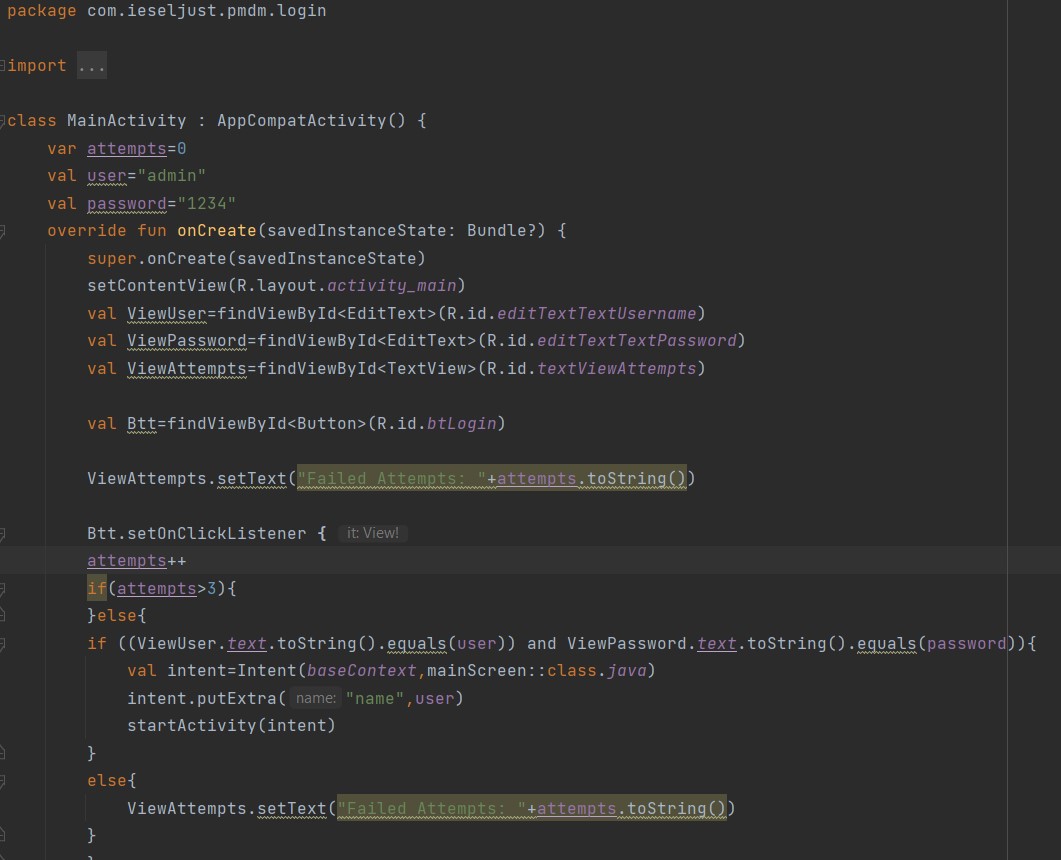 package com.ieseljust.pmdm.login
import ...
class MainActivity : AppCompatActivity() {
var attempts=0
val user="admin"
val password="1234"
override fun onCreate(savedInstanceState: Bundle?) {
super.onCreate(savedInstanceState)
setContentView(R.layout.activity_main)
val ViewUser=findViewById<EditText>(R.id.editTextTextUsername)
val ViewPassword=findViewById<EditText>(R.id.editTextTextPassword)
val ViewAttempts=findViewById<TextView>(R.id.textViewAttempts)
val Btt=findViewById<Button>(R.id.btLogin)
ViewAttempts.setText("Failed Attempts: "+attempts.toString())
Btt.setOnClickListener { it: View!
attempts++
if(attempts>3){
}else{
if ((ViewUser.text.toString().equals(user)) and ViewPassword.text.toString().equals(password)){
val intent=Intent(baseContext,mainScreen::class.java)
intent.putExtra( name: "name",user)
startActivity(intent)
}
else{
ViewAttempts.setText("Failed Attempts: "+attempts.toString())
}
}